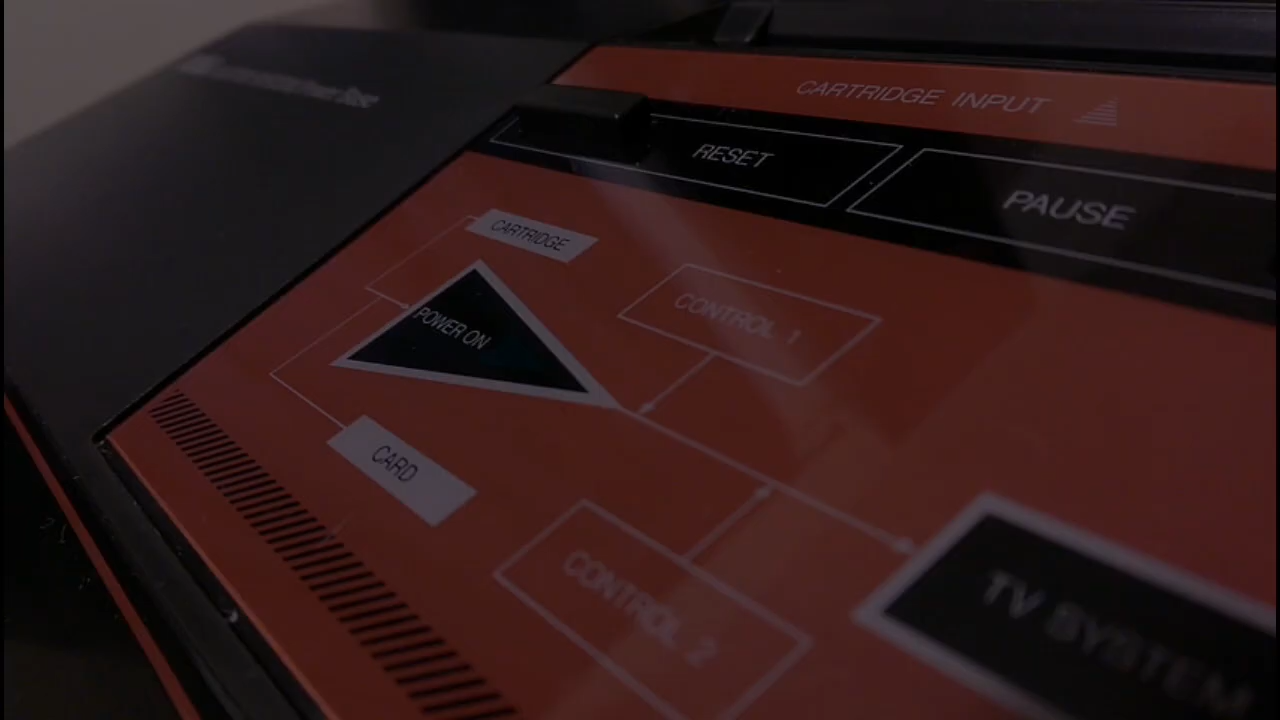 CARTRIDGE INPUT
RESET
PAUSE
CARTRIDGE
CONTROL 1
POWER ON
CARD
CONTROL 2
TV SYSTEM